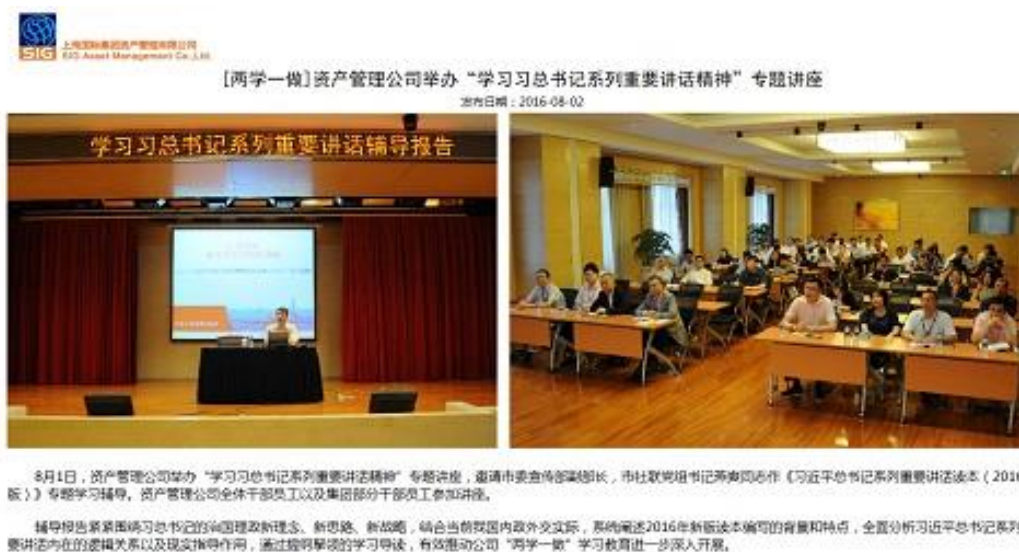 SIG
上海国际集团资产管理有限公司
SIG Asset Management Co.,Ltd.
[两学一做]资产管理公司举办“学习习总书记系列重要讲话精神”专题讲座
发布日期：2016-08-02
学习习总书记系列重要讲话辅导报告
8月1日，资产管理公司举办“学习习总书记系列重要讲话精神”专题讲座，邀请市委宣传部副部长，市社联党组书记燕爽同志作《习近平总书记系列重要讲话读本（2016
版）》专题学习辅导。资产管理公司全体干部员工以及集团部分干部员工参加讲座。
辅导报告紧紧围绕习总书记的治国理政新理念、新思路、新战略，结合当前我国内政外交实际，系统阐述2016年新版读本编写的背景和特点，全面分析习近平总书记系列
要讲话内在的逻辑关系以及现实指导作用，通过提纲挈领的学习导读，有效推动公司“两学一做”学习教育进一步深入开展。